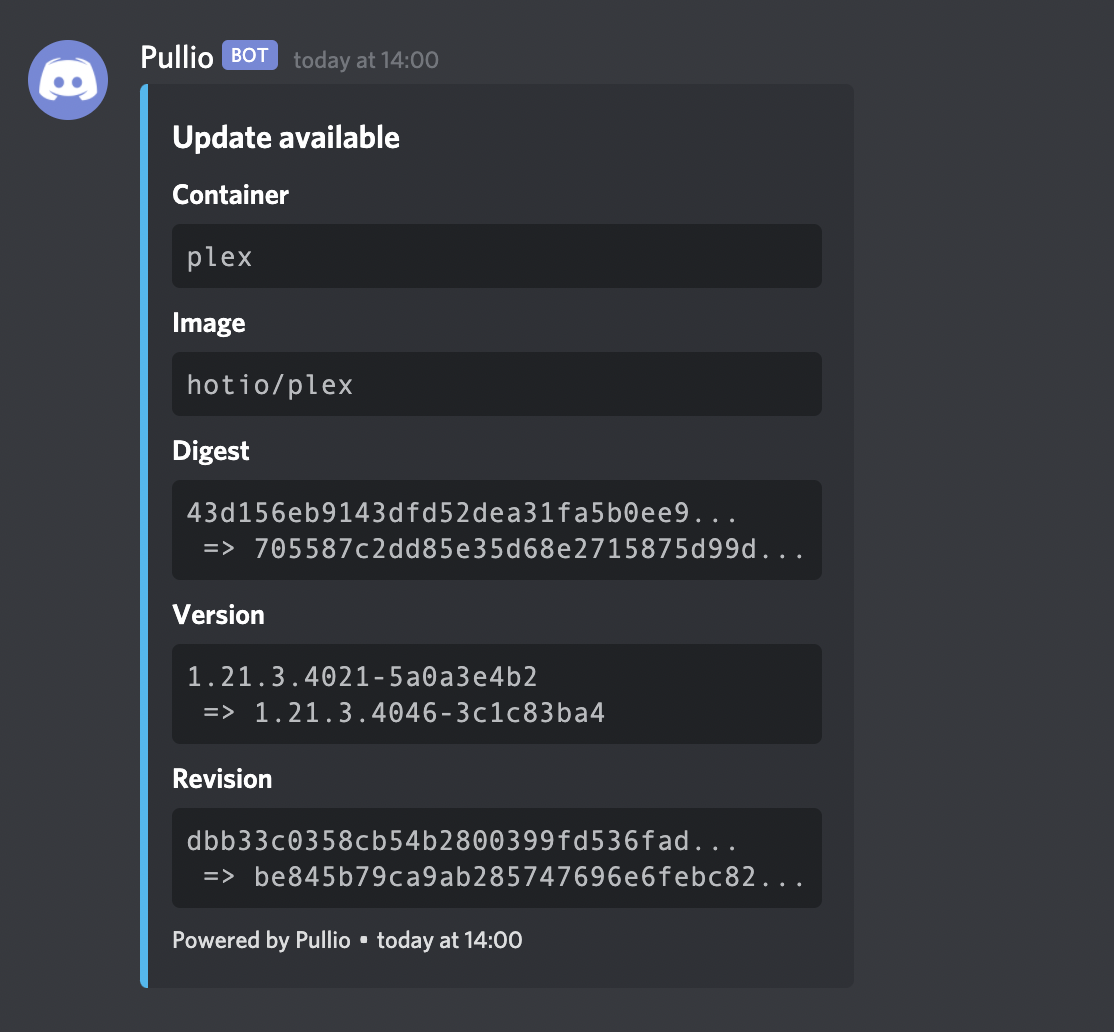 Pullio BOT today at 14:00
Update available
Container
plex
Image
hotio/plex
Digest
43d156eb9143dfd52dea31fa5b0ee9...
=> 705587c2dd85e35d68e2715875d99d...
Version
1.21.3.4021-5a0a3e4b2
=> 1.21.3.4046-3c1c83ba4
Revision
dbb33c0358cb54b2800399fd536fad...
=> be845b79ca9ab285747696e6febc82...
Powered by Pullio • today at 14:00